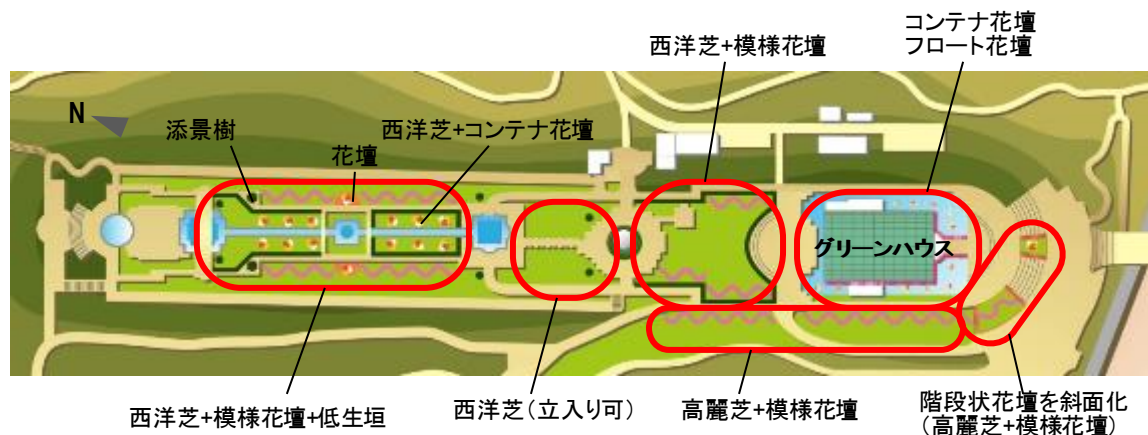 コンテナ花壇
フロート花壇
西洋芝+模様花壇
N
添景樹
西洋芝+コンテナ花壇
花壇
グリーンハウス
西洋芝+模様花壇+低生垣
西洋芝(立入り可)
高麗芝+模様花壇
階段状花壇を斜面化
(高麗芝+模様花壇)